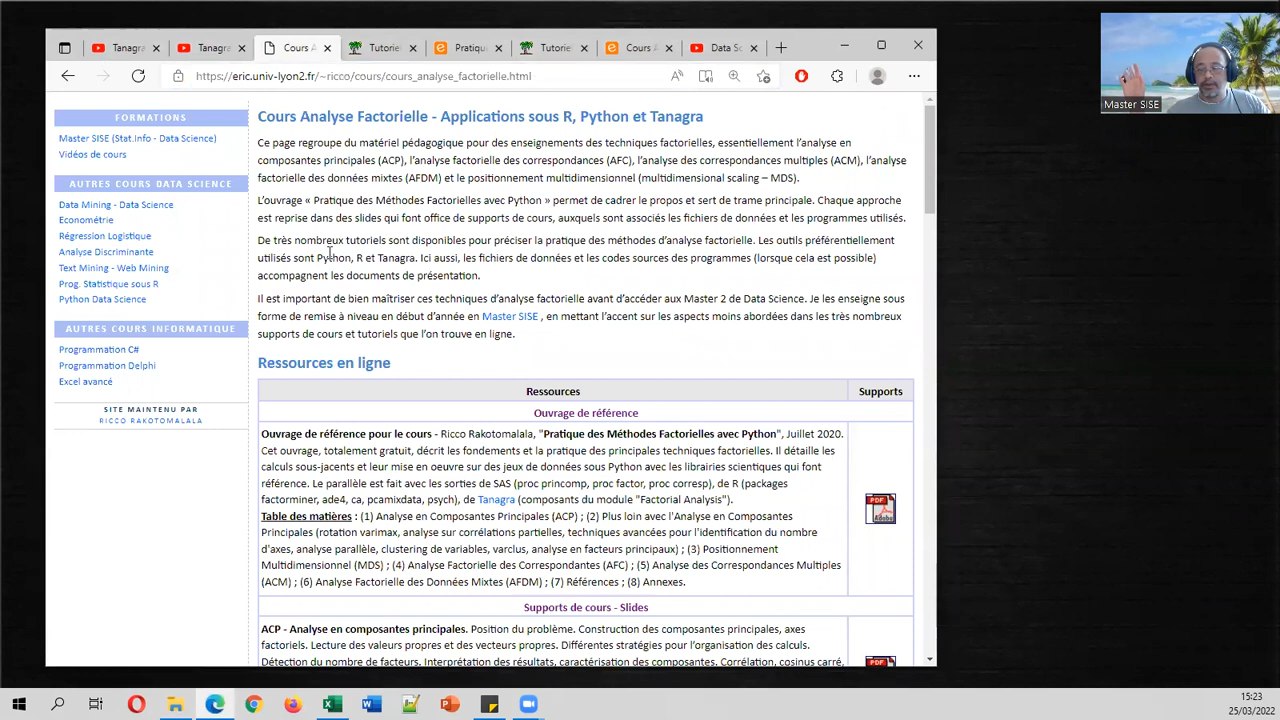 Tanagra
Tanagra
Cours A
Tutorie
Pratiqu
Tutorie
Cours A
Data Sc
https://eric.univ-lyon2.fr/~ricco/cours/cours_analyse_factorielle.html
Master SISE
FORMATIONS
Master SISE (Stat.Info - Data Science)
Vidéos de cours
AUTRES COURS DATA SCIENCE
Data Mining - Data Science
Econométrie
Régression Logistique
Analyse Discriminante
Text Mining - Web Mining
Prog. Statistique sous R
Python Data Science
AUTRES COURS INFORMATIQUE
Programmation C#
Programmation Delphi
Excel avancé
SITE MAINTENU PAR
RICCO RAKOTOMALALA
Cours Analyse Factorielle - Applications sous R, Python et Tanagra
Ce page regroupe du matériel pédagogique pour des enseignements des techniques factorielles, essentiellement l'analyse en
composantes principales (ACP), l'analyse factorielle des correspondances (AFC), l'analyse des correspondances multiples (ACM), l'analyse
factorielle des données mixtes (AFDM) et le positionnement multidimensionnel (multidimensional scaling – MDS).
L'ouvrage « Pratique des Méthodes Factorielles avec Python » permet de cadrer le propos et sert de trame principale. Chaque approche
est reprise dans des slides qui font office de supports de cours, auxquels sont associés les fichiers de données et les programmes utilisés.
De très nombreux tutoriels sont disponibles pour préciser la pratique des méthodes d'analyse factorielle. Les outils préférentiellement
utilisés sont Python, R et Tanagra. Ici aussi, les fichiers de données et les codes sources des programmes (lorsque cela est possible)
accompagnent les documents de présentation.
Il est important de bien maîtriser ces techniques d'analyse factorielle avant d'accéder aux Master 2 de Data Science. Je les enseigne sous
forme de remise à niveau en début d'année en Master SISE , en mettant l'accent sur les aspects moins abordées dans les très nombreux
supports de cours et tutoriels que l'on trouve en ligne.
Ressources en ligne
Ressources
Supports
Ouvrage de référence
Ouvrage de référence pour le cours - Ricco Rakotomalala, "Pratique des Méthodes Factorielles avec Python", Juillet 2020.
Cet ouvrage, totalement gratuit, décrit les fondements et la pratique des principales techniques factorielles. Il détaille les
calculs sous-jacents et leur mise en oeuvre sur des jeux de données sous Python avec les librairies scientifiques qui font
référence. Le parallèle est fait avec les sorties de SAS (proc princomp, proc factor, proc corresp), de R (packages
factorminer, ade4, ca, pcamixdata, psych), de Tanagra (composants du module "Factorial Analysis").
Table des matières : (1) Analyse en Composantes Principales (ACP) ; (2) Plus loin avec l'Analyse en Composantes
Principales (rotation varimax, analyse sur corrélations partielles, techniques avancées pour l'identification du nombre
d'axes, analyse parallèle, clustering de variables, varclus, analyse en facteurs principaux) ; (3) Positionnement
Multidimensionnel (MDS) ; (4) Analyse Factorielle des Correspondantes (AFC) ; (5) Analyse des Correspondances Multiples
(ACM) ; (6) Analyse Factorielle des Données Mixtes (AFDM) ; (7) Références ; (8) Annexes.
PDF
Adobe
Supports de cours - Slides
ACP - Analyse en composantes principales. Position du problème. Construction des composantes principales, axes
factoriels. Lecture des valeurs propres et des vecteurs propres. Différentes stratégies pour l'organisation des calculs.
Détection du nombre de facteurs. Interprétation des résultats, caractérisation des composantes. Corrélation, cosinus carré,
PDF
15:23
25/03/2022